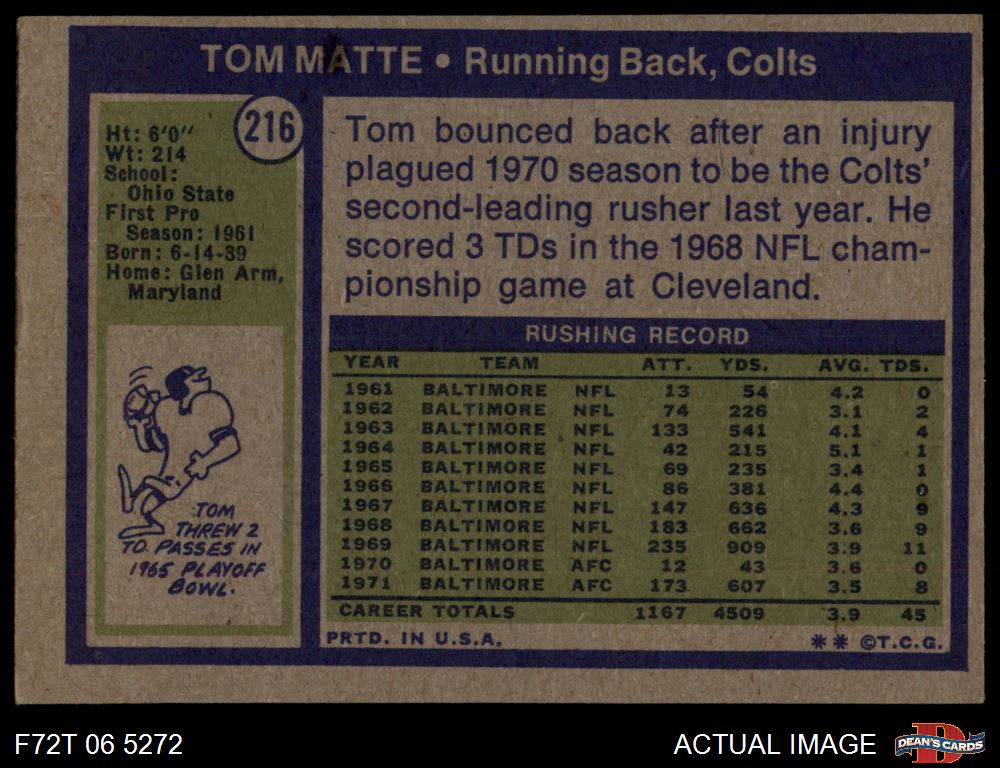 TOM MATTE • Running Back, Colts
216
Ht: 6'0"
Wt: 214
School:
Ohio State
First Pro
Season: 1961
Born: 6-14-39
Home: Glen Arm,
Maryland
Tom bounced back after an injury
plagued 1970 season to be the Colts'
second-leading rusher last year. He
scored 3 TDs in the 1968 NFL cham-
pionship game at Cleveland.
TOM
THREW 2
TD. PASSES IN
1965 PLAYOFF
BOWL.
RUSHING RECORD
YEAR TEAM ATT. YDS. AVG. TDS.
1961 BALTIMORE NFL 13 54 4.2 0
1962 BALTIMORE NFL 74 226 3.1 2
1963 BALTIMORE NFL 133 541 4.1 4
1964 BALTIMORE NFL 42 215 5.1 1
1965 BALTIMORE NFL 69 235 3.4 1
1966 BALTIMORE NFL 86 381 4.4 0
1967 BALTIMORE NFL 147 636 4.3 9
1968 BALTIMORE NFL 183 662 3.6 9
1969 BALTIMORE NFL 235 909 3.9 11
1970 BALTIMORE AFC 12 43 3.6 0
1971 BALTIMORE AFC 173 607 3.5 8
CAREER TOTALS 1167 4509 3.9 45
PRTD. IN U.S.A. ** ©T.C.G.
F72T 06 5272
ACTUAL IMAGE
D
DEAN'S CARDS